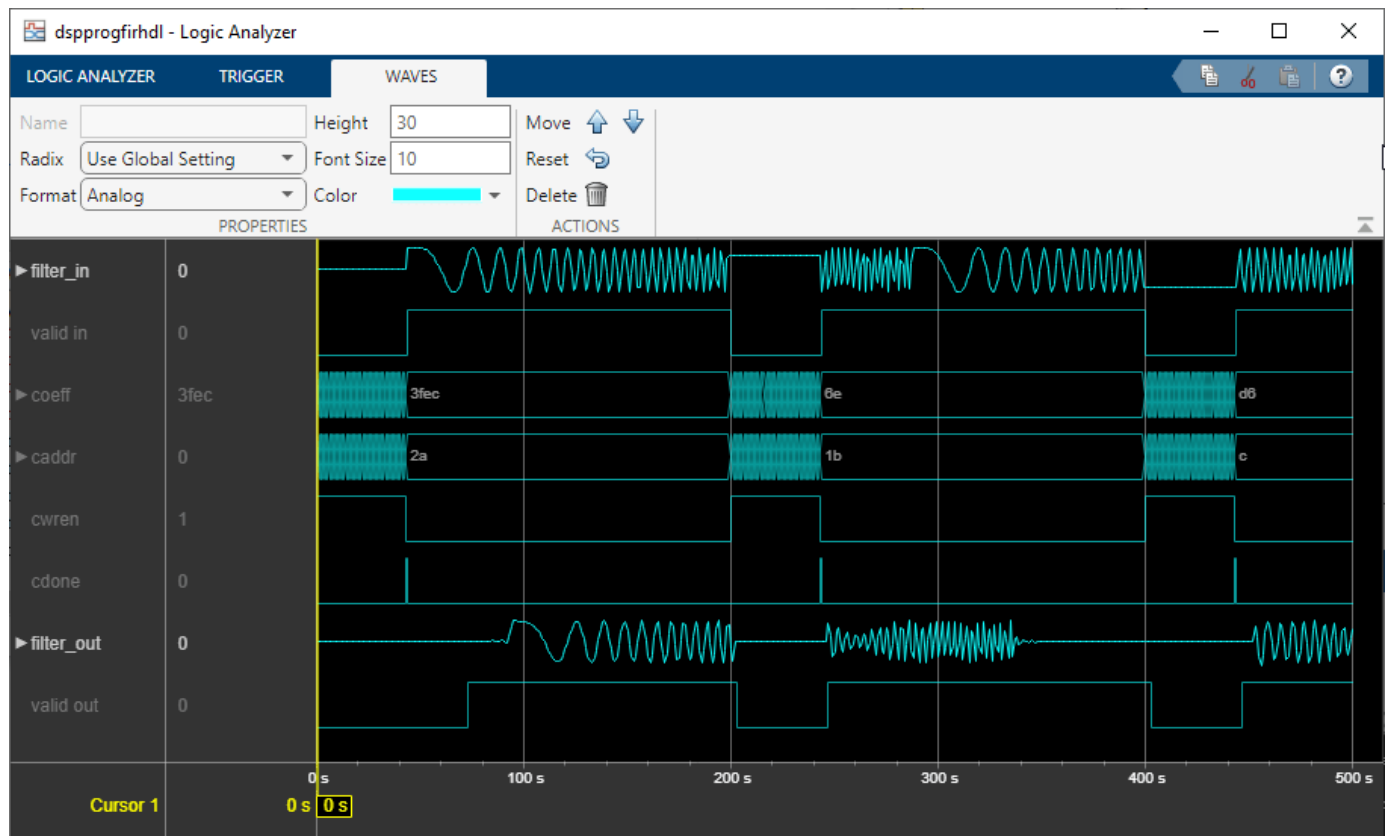 dspprogfirhdl - Logic Analyzer
LOGIC ANALYZER TRIGGER WAVES
Name Height 30 Move
Radix Use Global Setting Font Size 10 Reset
Format Analog Color Delete
PROPERTIES ACTIONS
filter_in 0
valid in 0
coeff 3fec 3fec 6e d6
caddr 0 2a 1b c
cwren 1
cdone 0
filter_out 0
valid out 0
0 s 100 s 200 s 300 s 400 s 500 s
Cursor 1 0 s 0 s